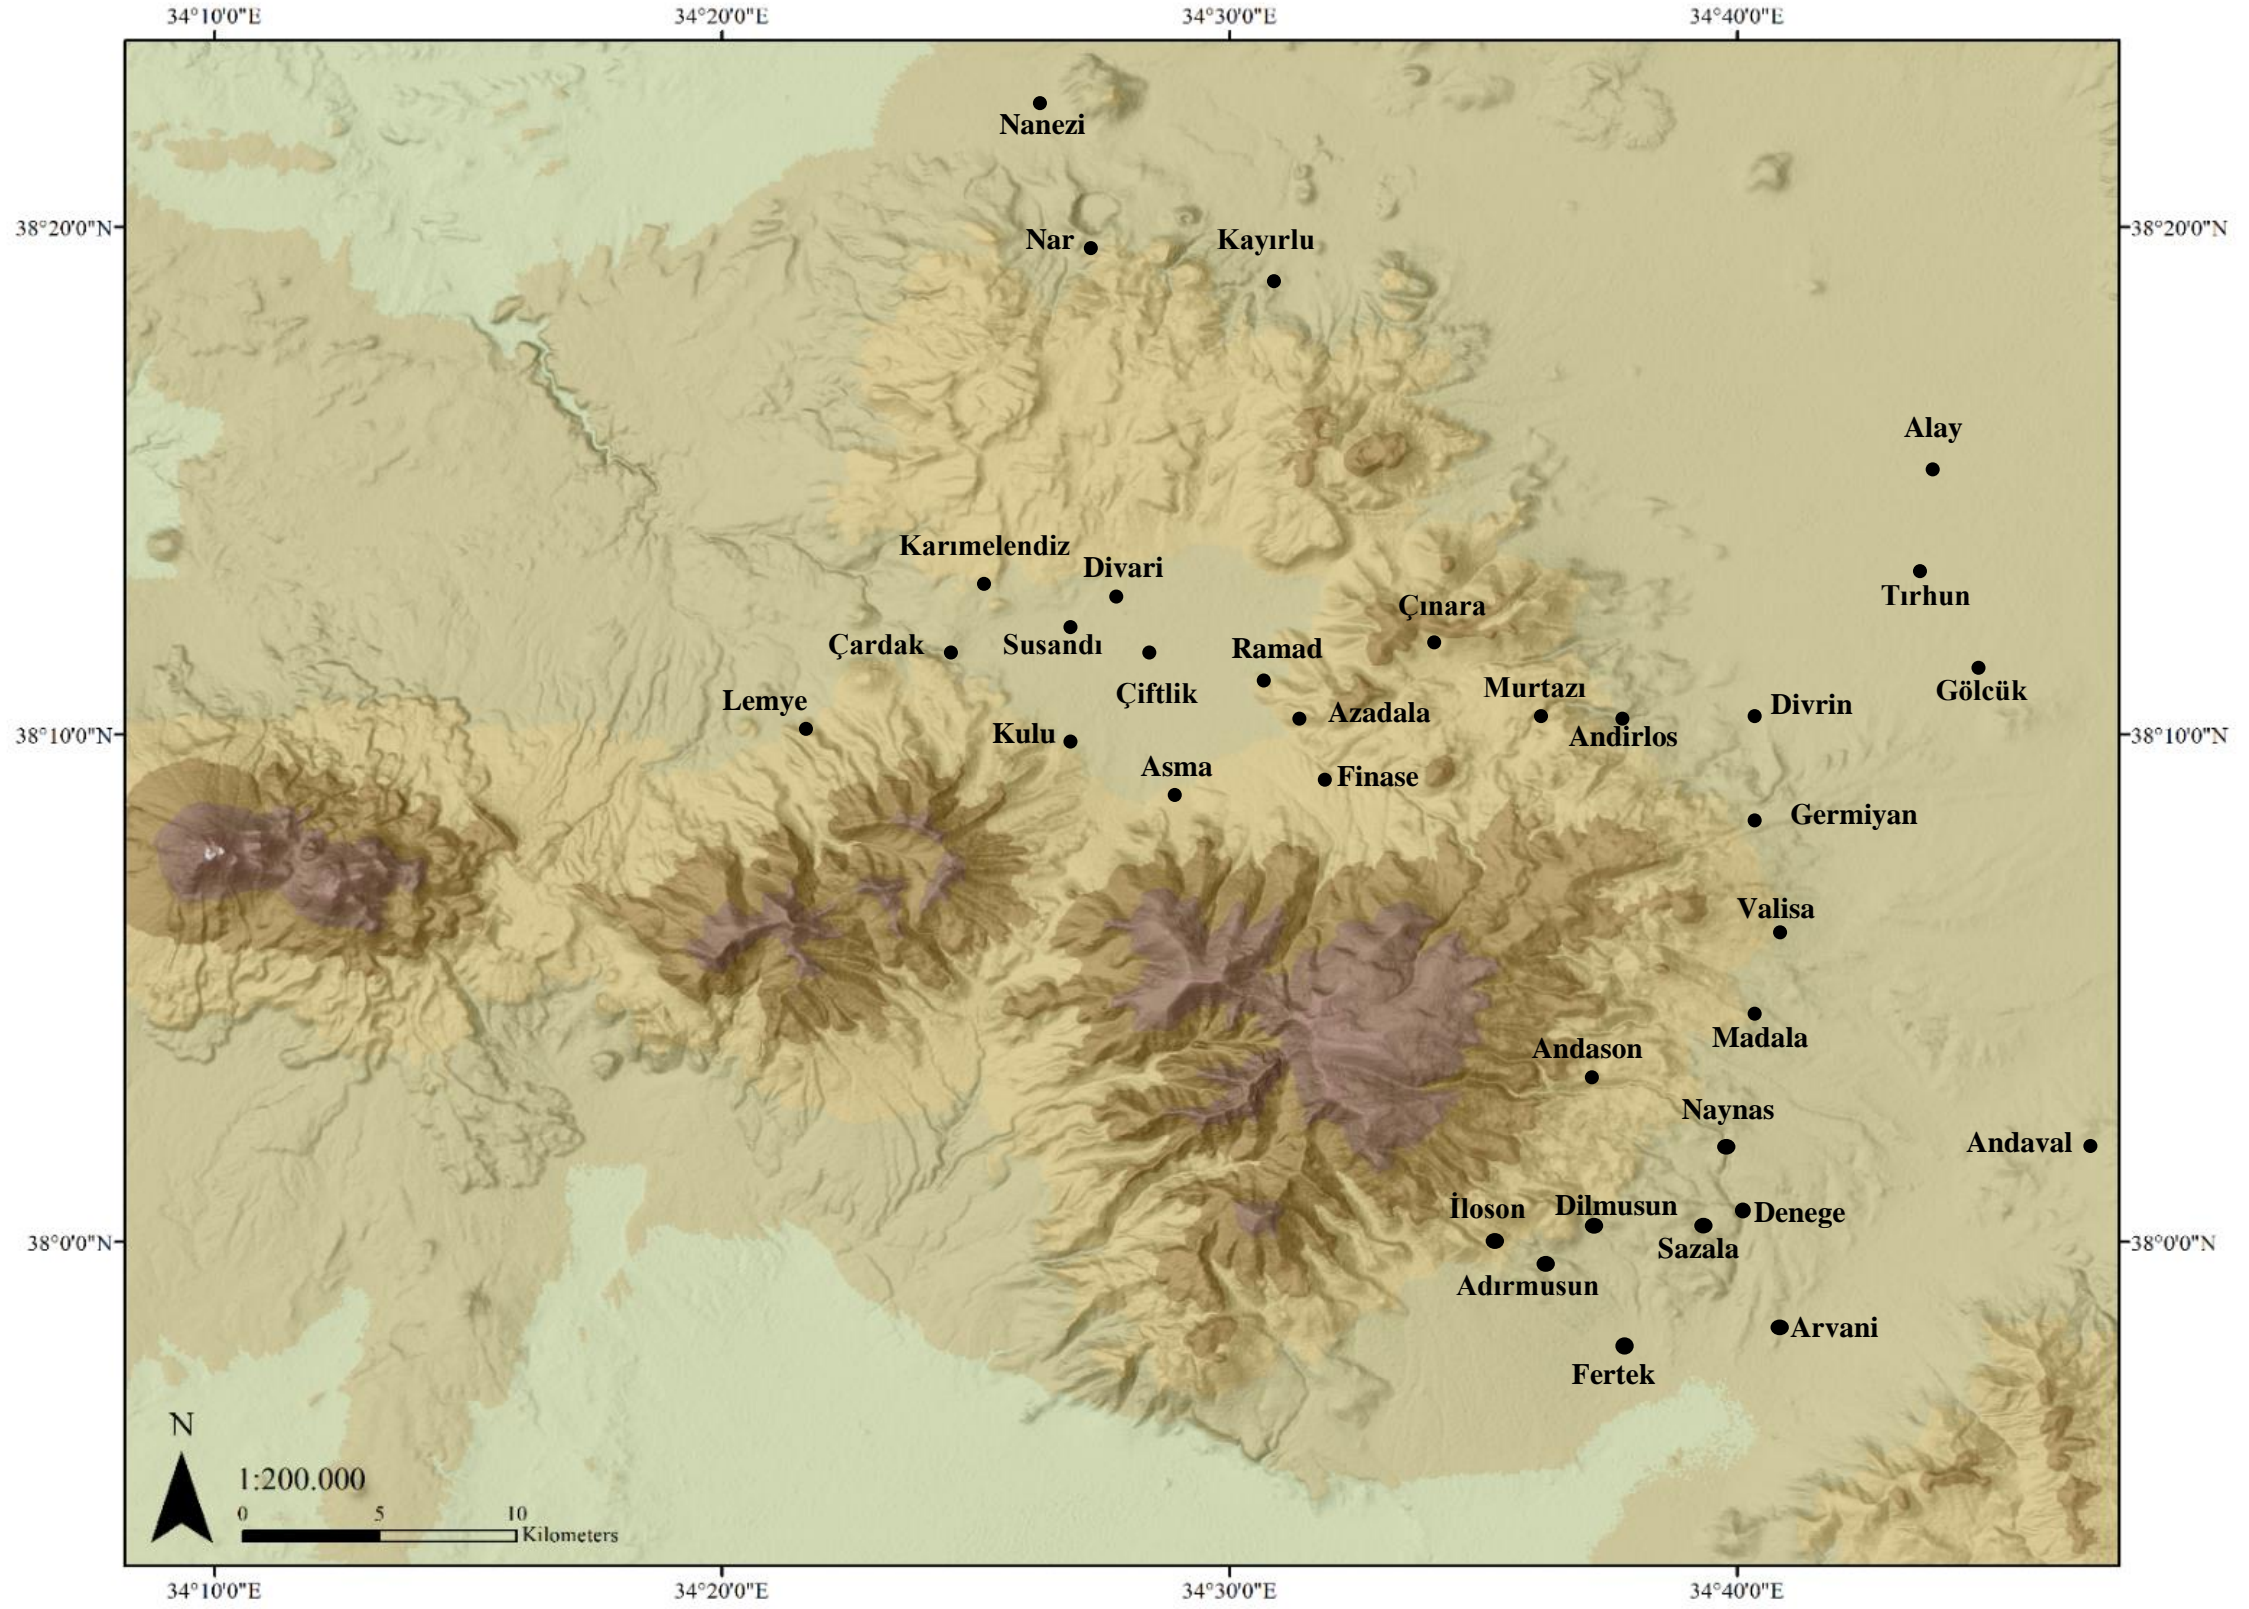 34°10'0"E 34°20'0"E 34°30'0"E 34°40'0"E
Nanezi
38°20'0"N 38°20'0"N
Nar Kayırlu
Alay
Karımelendiz
Divari
Tırhun
Çınara
Çardak Susandı Ramad
Çiftlik Murtazı Gölcük
Lemye Azadala Divrin
38°10'0"N Kulu Andirlos 38°10'0"N
Asma Finase
Germiyan
Valisa
Madala
Andason
Naynas
Andaval
İloson Dilmusun Denege
38°0'0"N Sazala 38°0'0"N
Adırmusun
Arvani
Fertek
N
1:200.000
0 5 10
Kilometers
34°10'0"E 34°20'0"E 34°30'0"E 34°40'0"E